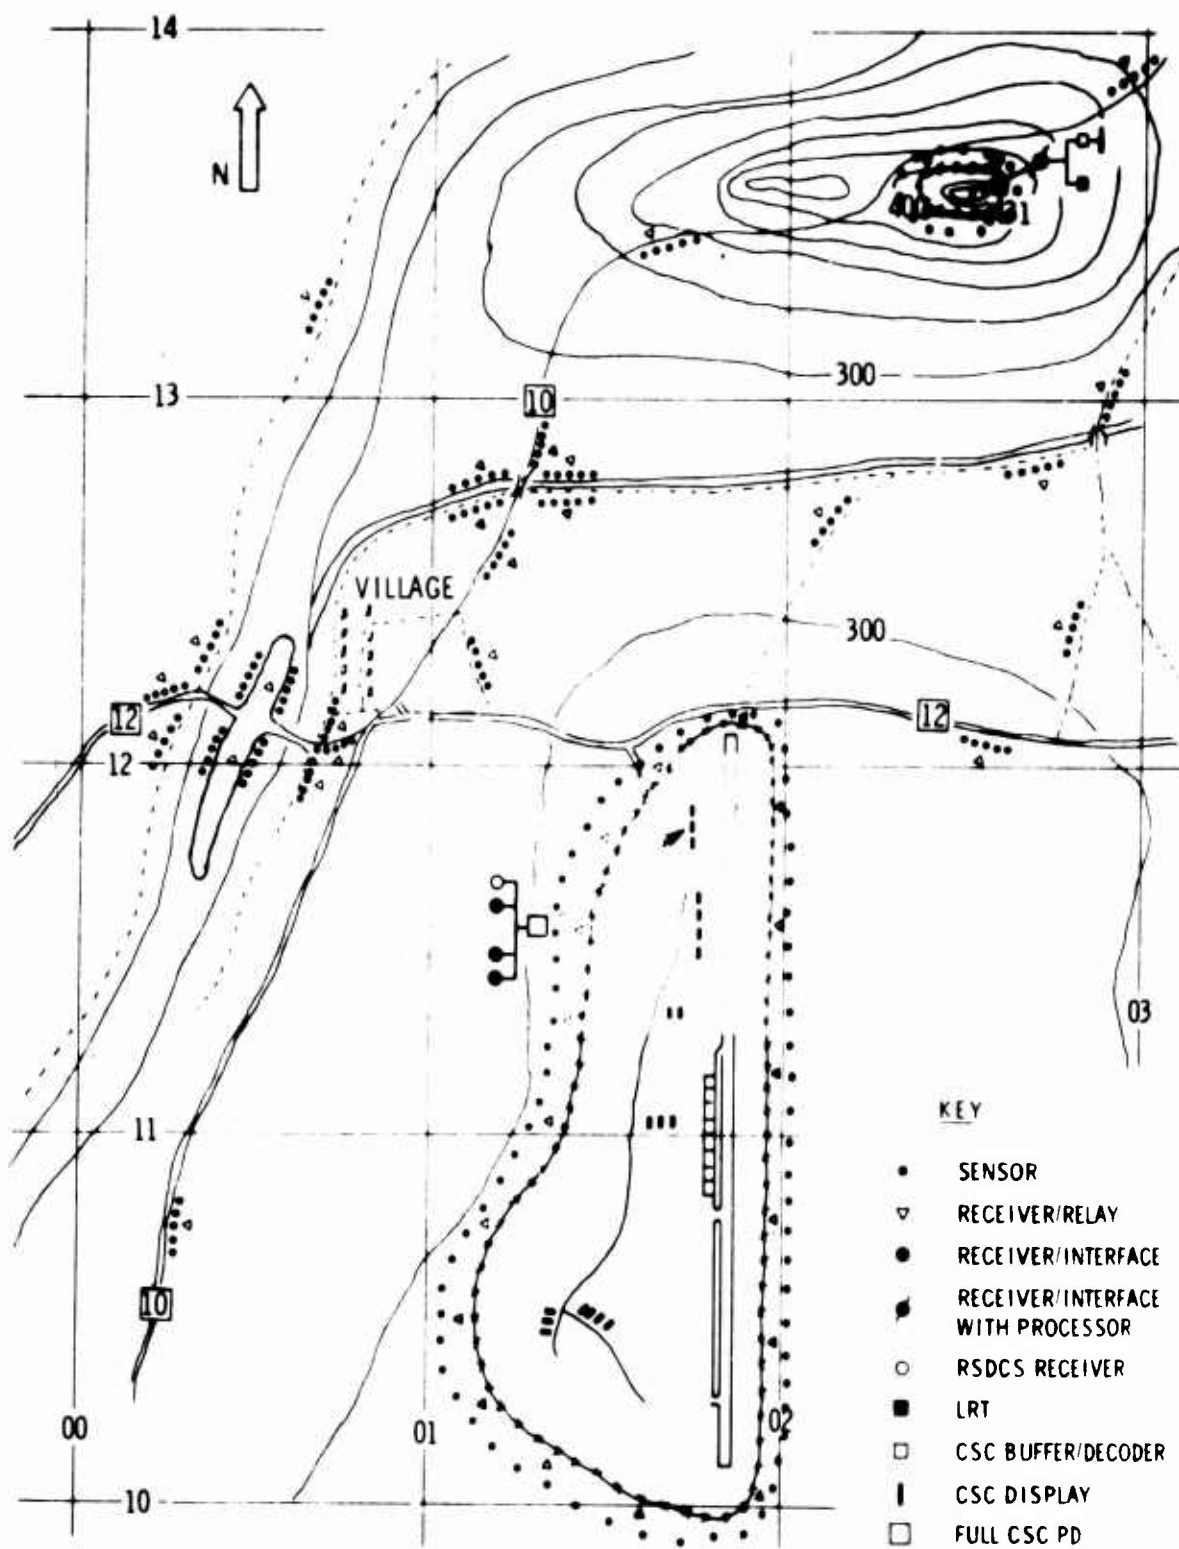 14
N
13
10
300
VILLAGE
300
12
12
12
03
11
10
00
01
02
10
KEY
SENSOR
RECEIVER/RELAY
RECEIVER/INTERFACE
RECEIVER/INTERFACE
WITH PROCESSOR
RSDCS RECEIVER
LRT
CSC BUFFER/DECODER
CSC DISPLAY
FULL CSC PD